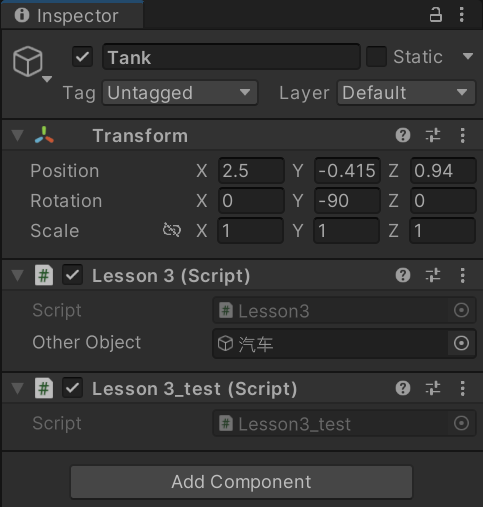 Inspector
Tank Static
Tag Untagged Layer Default
Transform
Position X 2.5 Y -0.415 Z 0.94
Rotation X 0 Y -90 Z 0
Scale X 1 Y 1 Z 1
# Lesson 3 (Script)
Script # Lesson3
Other Object 汽车
# Lesson 3_test (Script)
Script # Lesson3_test
Add Component